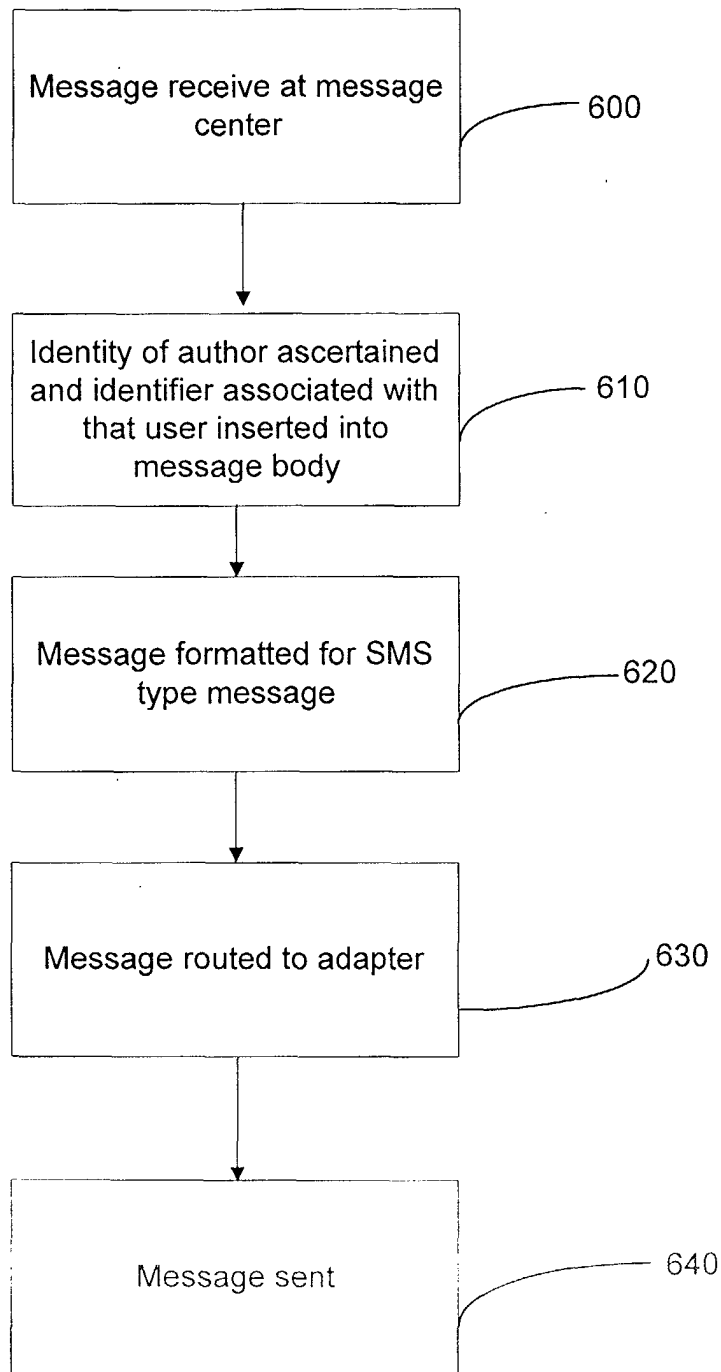 Message receive at message
center
600
Identity of author ascertained
and identifier associated with
that user inserted into
message body
610
Message formatted for SMS
type message
620
Message routed to adapter
630
Message sent
640